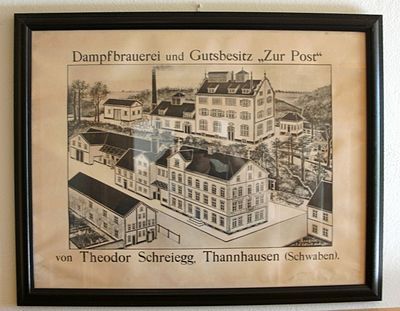 Dampfbrauerei und Gutsbesitz „Zur Post"
von Theodor Schreiegg, Thannhausen (Schwaben).